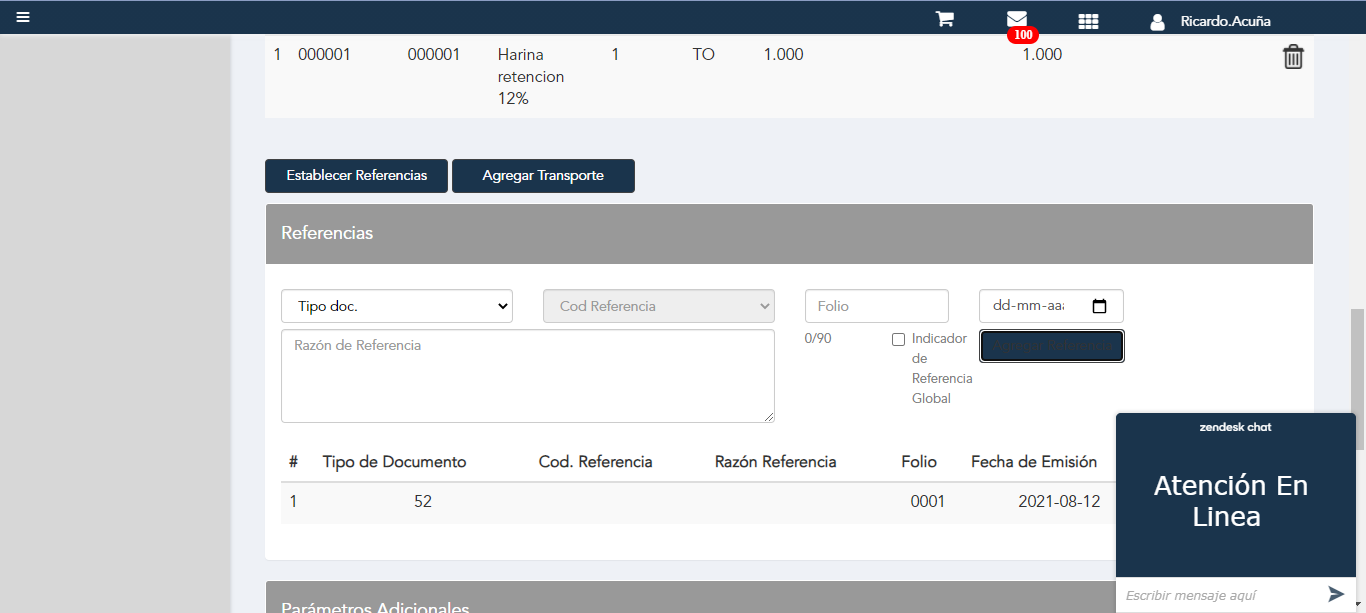 Ricardo.Acuña
100
1 000001 000001 Harina 1 TO 1.000 1.000
retencion
12%
Establecer Referencias Agregar Transporte
Referencias
Tipo doc. Cod Referencia Folio dd-mm-aa
Razón de Referencia 0/90 Indicador
de
Referencia
Global
# Tipo de Documento Cod. Referencia Razón Referencia Folio Fecha de Emisión
1 52 0001 2021-08-12
Parámetros Adicionales
zendesk chat
Atención En
Linea
Escribir mensaje aquí